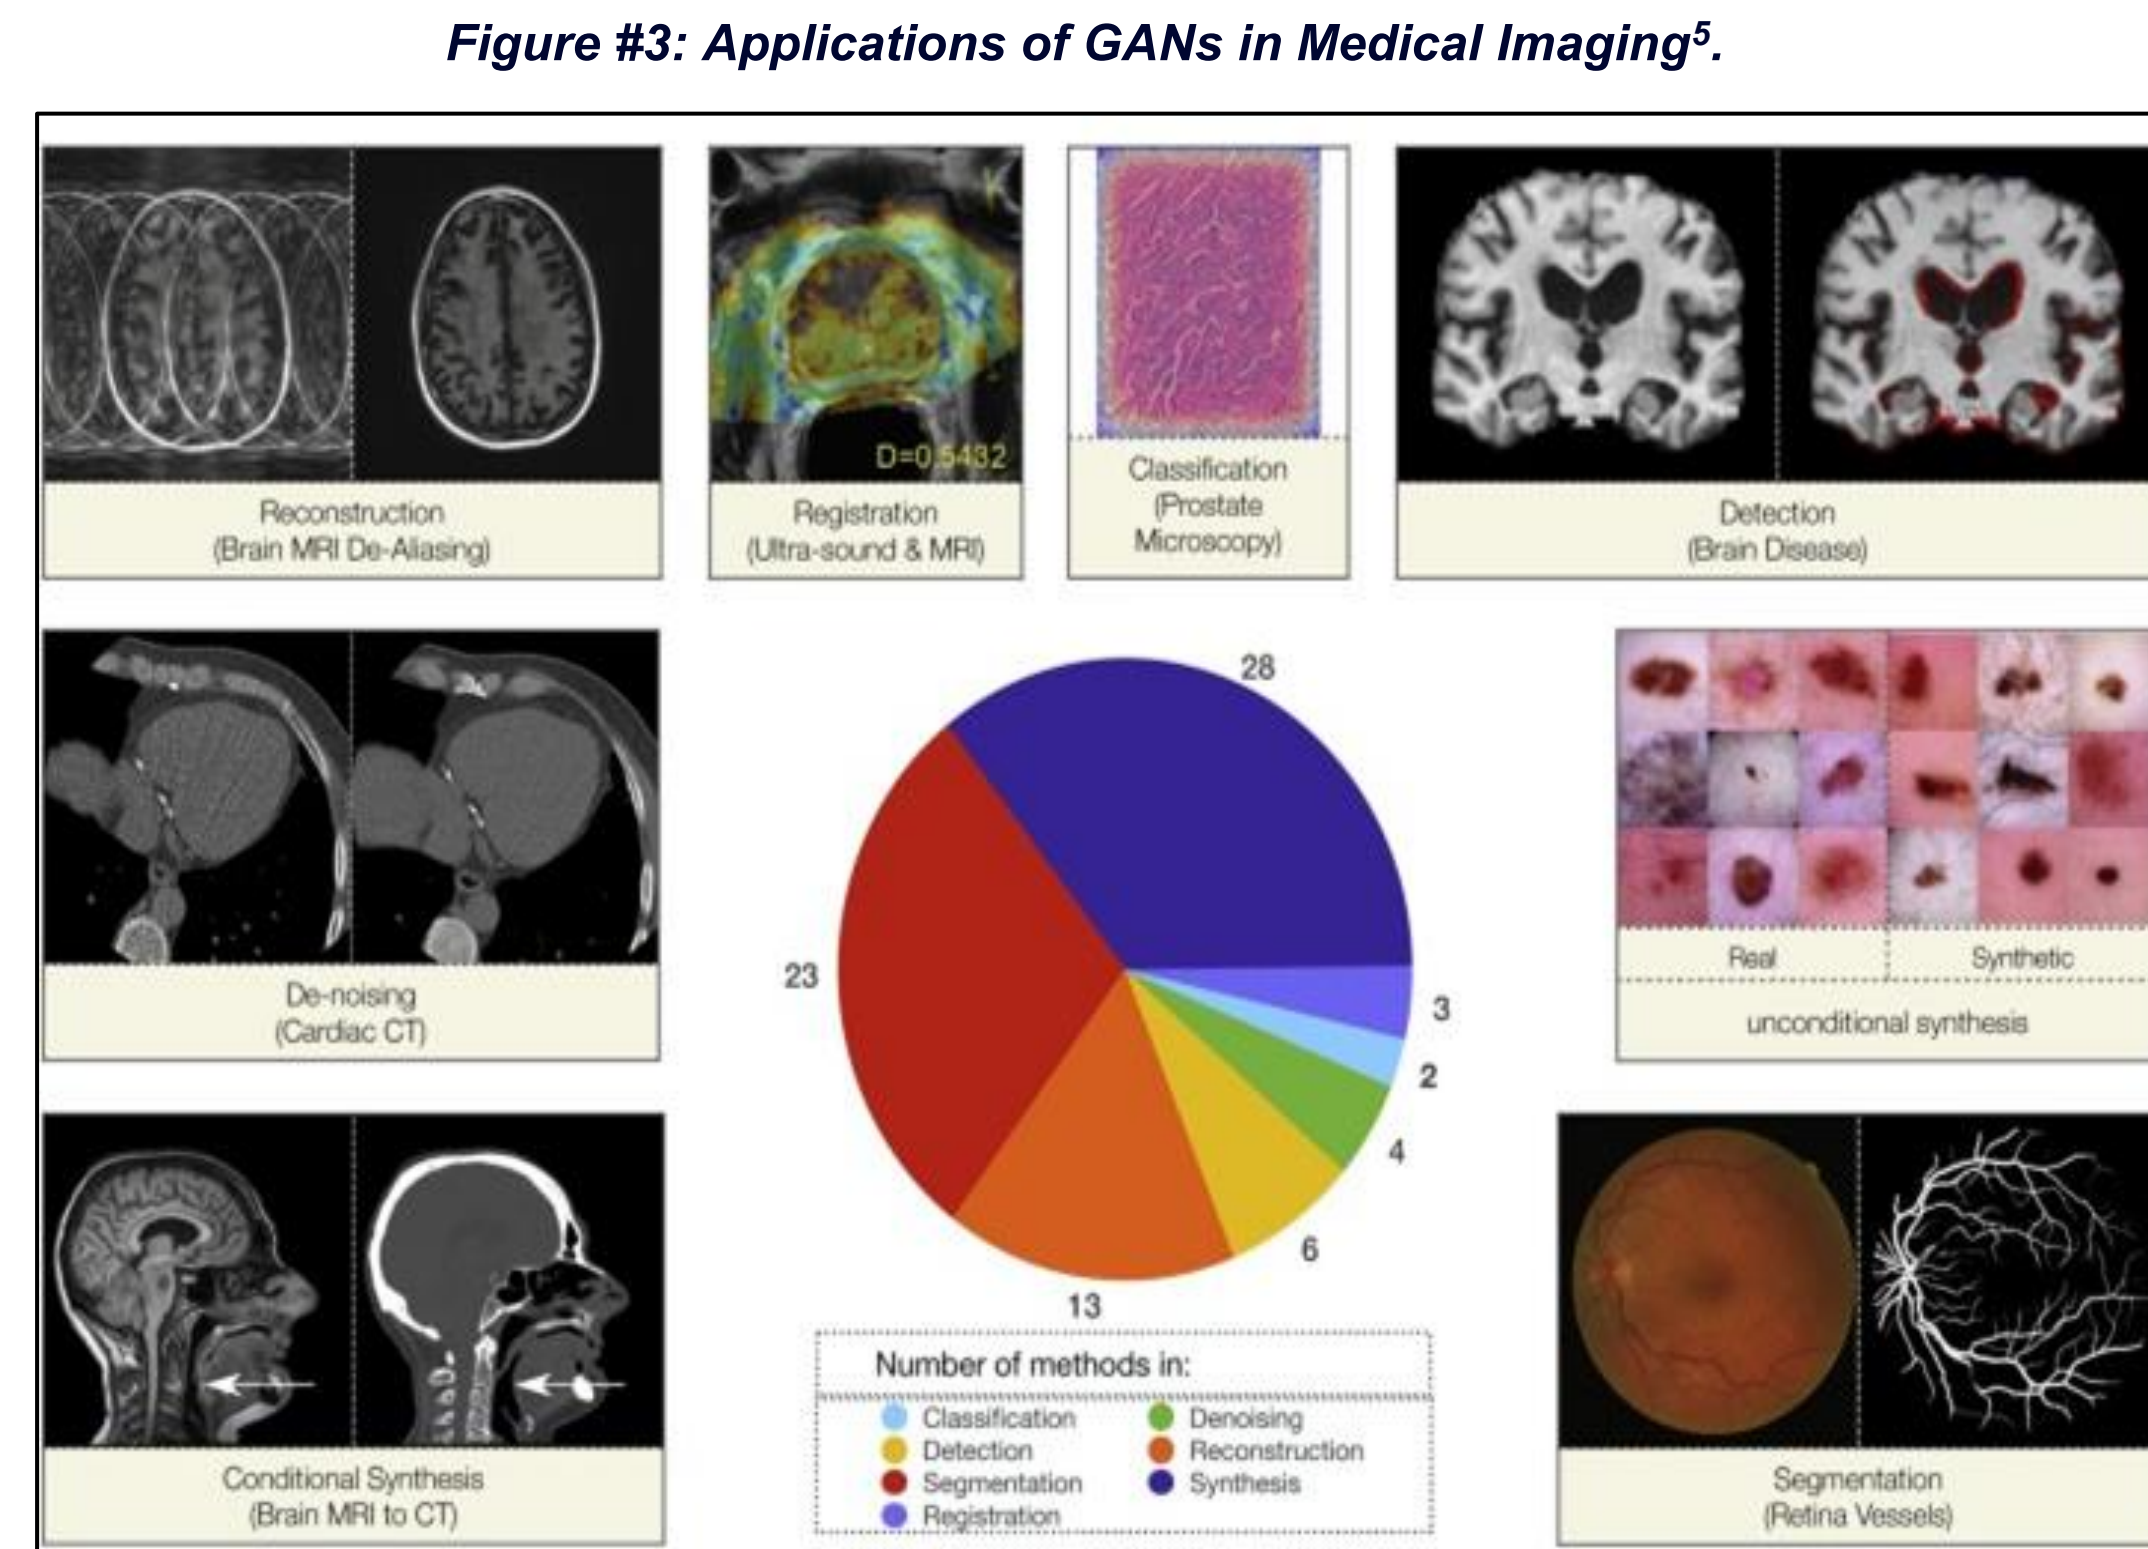 Figure #3: Applications of GANs in Medical Imaging⁵.
D=0.5432
Reconstruction
(Brain MRI De-Aliasing)
Registration
(Ultra-sound & MRI)
Classification
(Prostate
Microscopy)
Detection
(Brain Disease)
De-noising
(Cardiac CT)
28
23
3
2
4
6
13
Real
Synthetic
unconditional synthesis
Number of methods in:
Classification
Denoising
Detection
Reconstruction
Segmentation
Synthesis
Registration
Conditional Synthesis
(Brain MRI to CT)
Segmentation
(Retina Vessels)